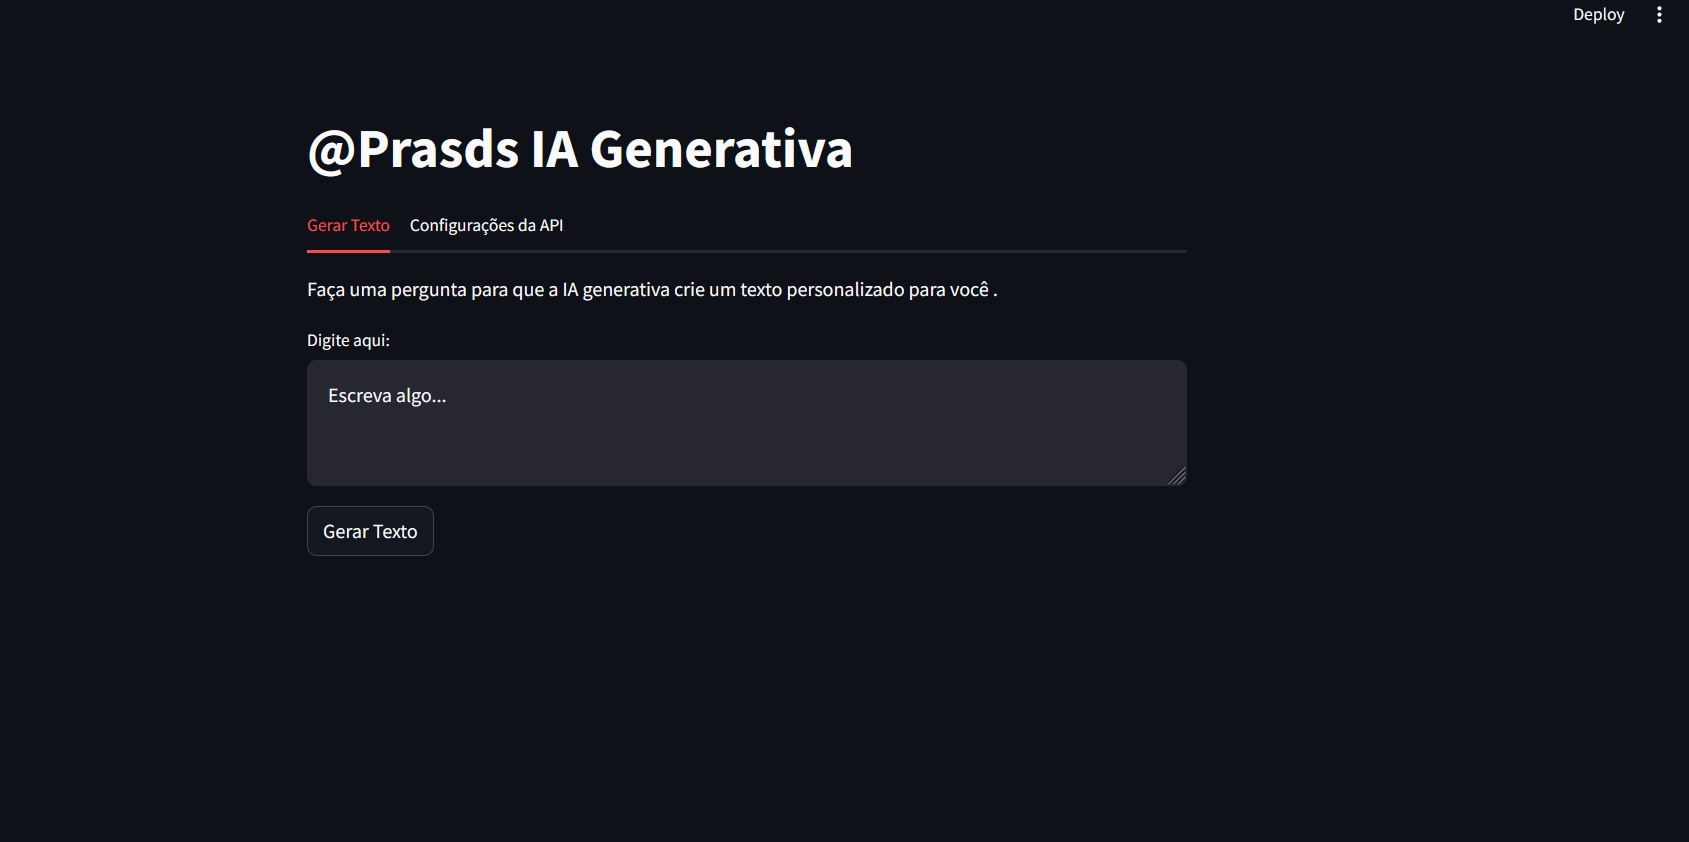 Deploy
@Prasds IA Generativa
Gerar Texto Configurações da API
Faça uma pergunta para que a IA generativa crie um texto personalizado para você .
Digite aqui:
Escreva algo...
Gerar Texto